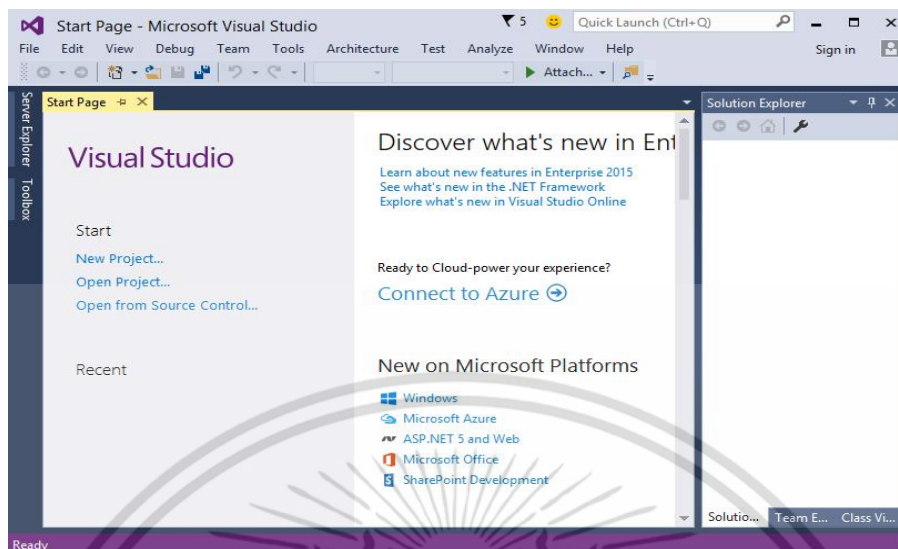 Start Page - Microsoft Visual Studio
5
Quick Launch (Ctrl+Q)
File Edit View Debug Team Tools Architecture Test Analyze Window Help
Sign in
Attach...
Server Explorer
Toolbox
Start Page
Visual Studio
Start
New Project...
Open Project...
Open from Source Control...
Recent
Discover what's new in Ent
Learn about new features in Enterprise 2015
See what's new in the .NET Framework
Explore what's new in Visual Studio Online
Ready to Cloud-power your experience?
Connect to Azure
New on Microsoft Platforms
Windows
Microsoft Azure
ASP.NET 5 and Web
Microsoft Office
SharePoint Development
Solution Explorer
Solutio... Team E... Class Vi...
Ready